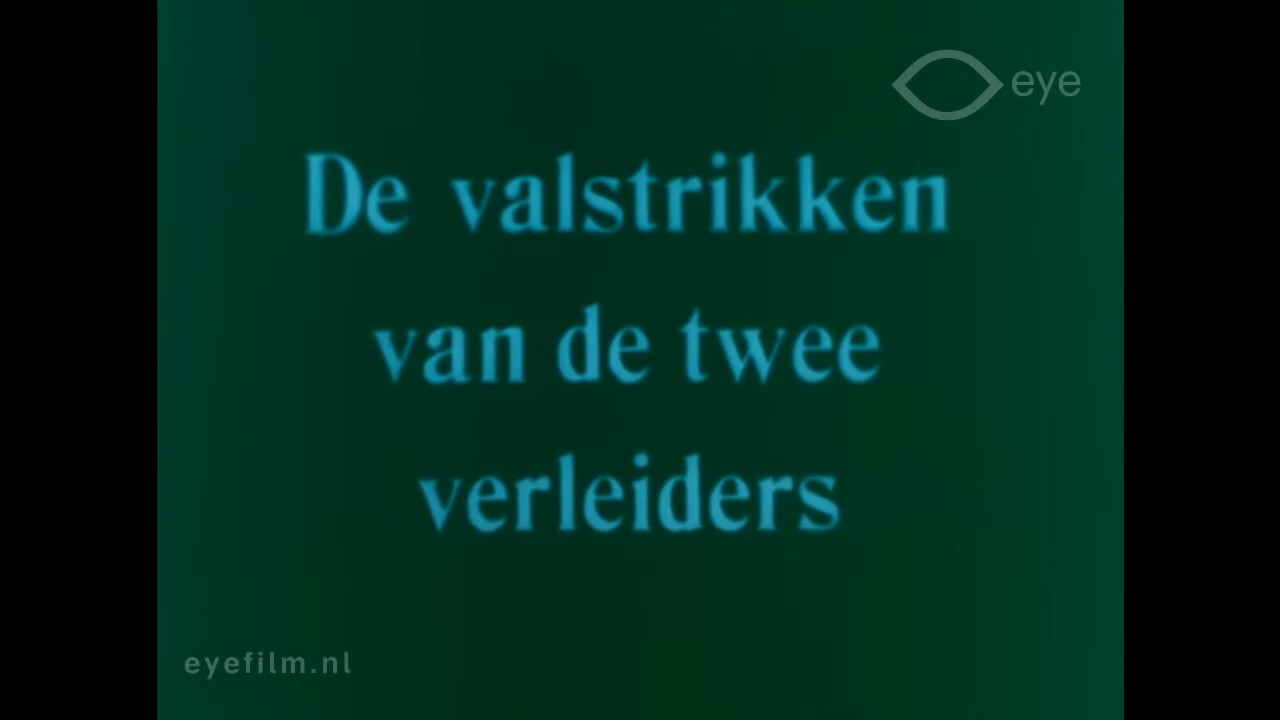 eye
De valstrikken
van de twee
verleiders
eyefilm.nl